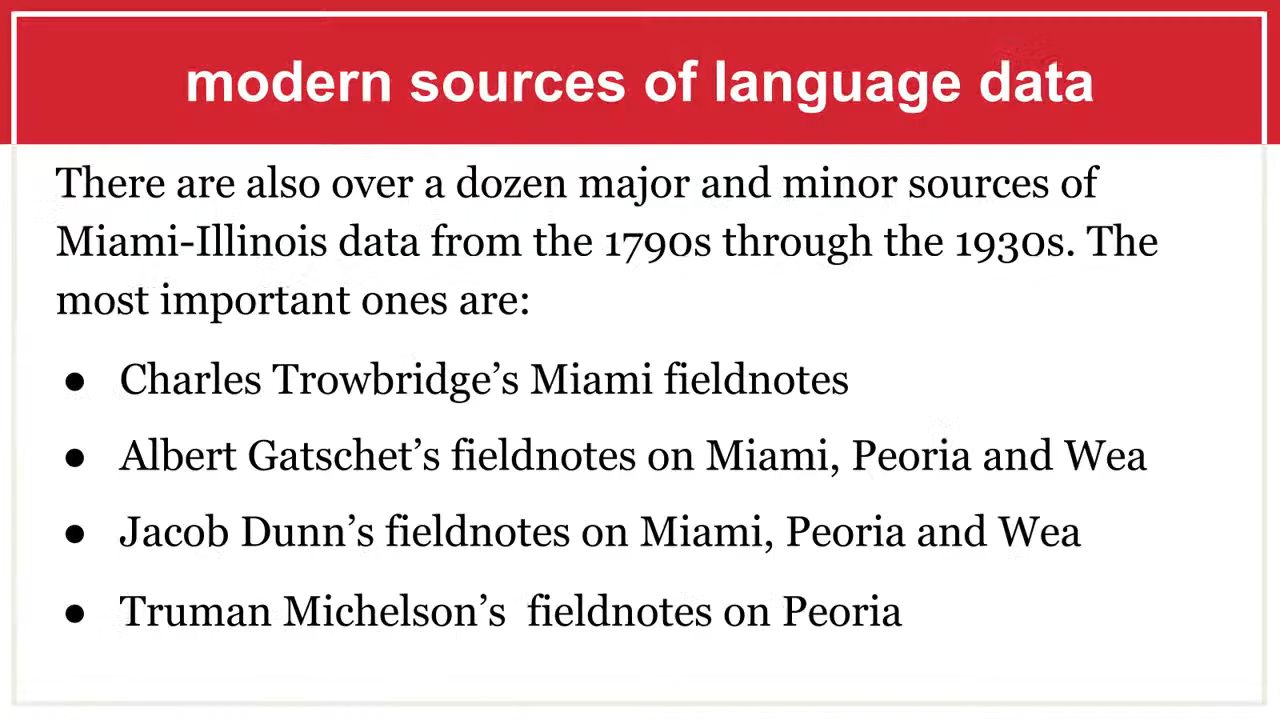 modern sources of language data
There are also over a dozen major and minor sources of
Miami-Illinois data from the 1790s through the 1930s. The
most important ones are:
● Charles Trowbridge’s Miami fieldnotes
● Albert Gatschet’s fieldnotes on Miami, Peoria and Wea
● Jacob Dunn’s fieldnotes on Miami, Peoria and Wea
● Truman Michelson’s  fieldnotes on Peoria